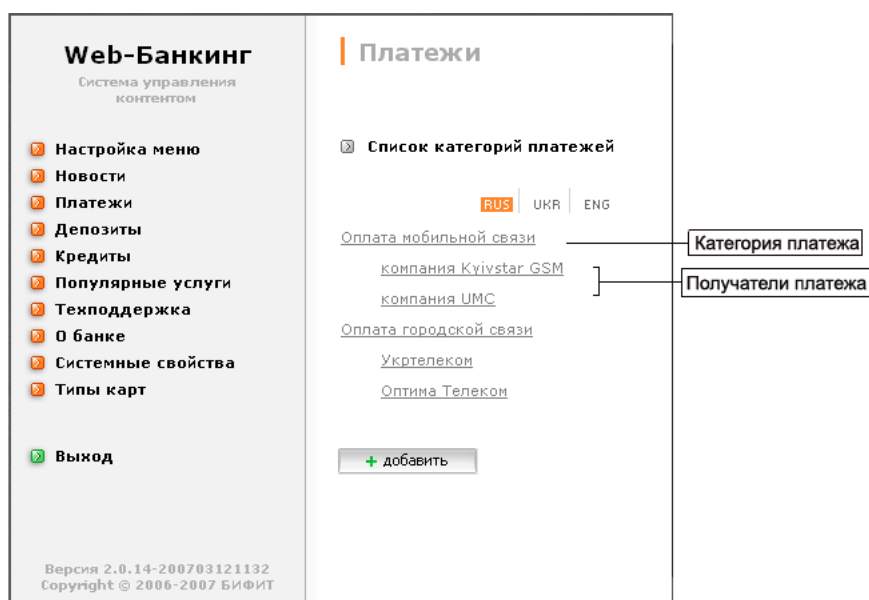 Web-Банкинг
Система управления
контентом
Настройка меню
Новости
Платежи
Депозиты
Кредиты
Популярные услуги
Техподдержка
О банке
Системные свойства
Типы карт
Выход
Версия 2.0.14-200703121132
Copyright © 2006-2007 БИФИТ
Платежи
Список категорий платежей
RUS UKR ENG
Оплата мобильной связи
компания Kyivstar GSM
компания UMC
Оплата городской связи
Укртелеком
Оптима Телеком
+ добавить
Категория платежа
Получатели платежа